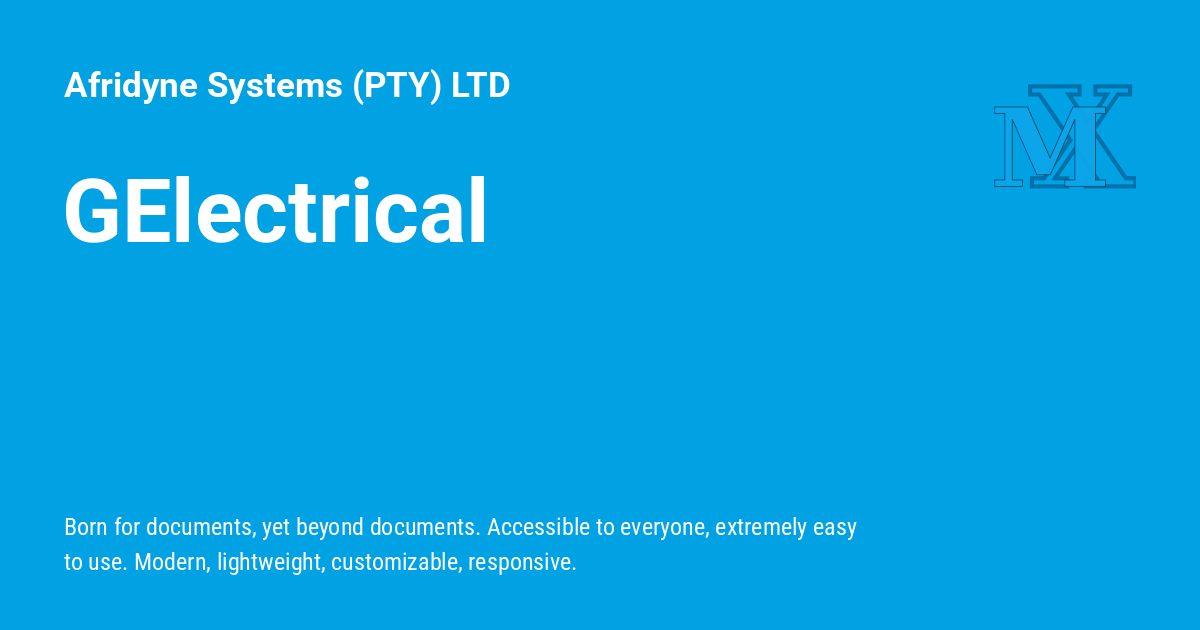 Afridyne Systems (PTY) LTD
MX
GElectrical
Born for documents, yet beyond documents. Accessible to everyone, extremely easy
to use. Modern, lightweight, customizable, responsive.